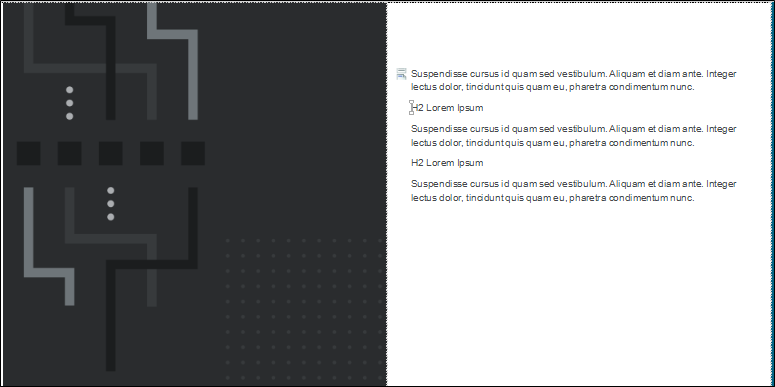 Suspendisse cursus id quam sed vestibulum. Aliquam et diam ante. Integer
lectus dolor, tincidunt quis quam eu, pharetra condimentum nunc.
H2 Lorem Ipsum
Suspendisse cursus id quam sed vestibulum. Aliquam et diam ante. Integer
lectus dolor, tincidunt quis quam eu, pharetra condimentum nunc.
H2 Lorem Ipsum
Suspendisse cursus id quam sed vestibulum. Aliquam et diam ante. Integer
lectus dolor, tincidunt quis quam eu, pharetra condimentum nunc.